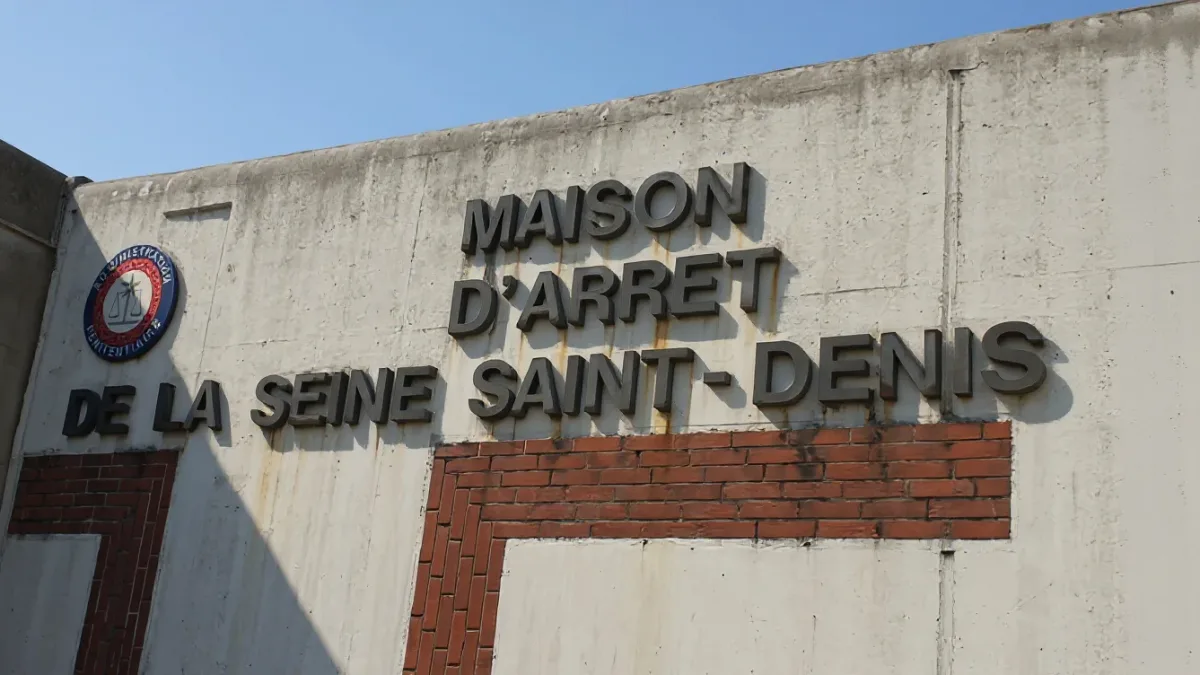 MAISON
D'ARRET
DE LA SEINE SAINT-DENIS